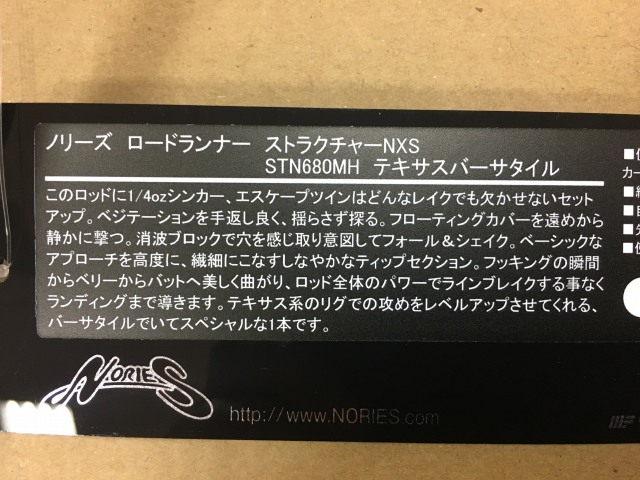 ノリーズ ロードランナー ストラクチャーNXS
STN680MH テキサスバーサタイル
このロッドに1/4ozシンカー、エスケープツインはどんなレイクでも欠かせないセット
アップ。ベジテーションを手返し良く、揺らさず探る。フローティングカバーを遠めから
静かに撃つ。消波ブロックで穴を感じ取り意図してフォール＆シェイク。ベーシックな
アプローチを高度に、繊細にこなすしなやかなティップセクション。フッキングの瞬間
からベリーからバットへ美しく曲がり、ロッド全体のパワーでラインブレイクする事なく
ランディングまで導きます。テキサス系のリグでの攻めをレベルアップさせてくれる、
バーサタイルでいてスペシャルな1本です。
NORIES
http://www.NORIES.com